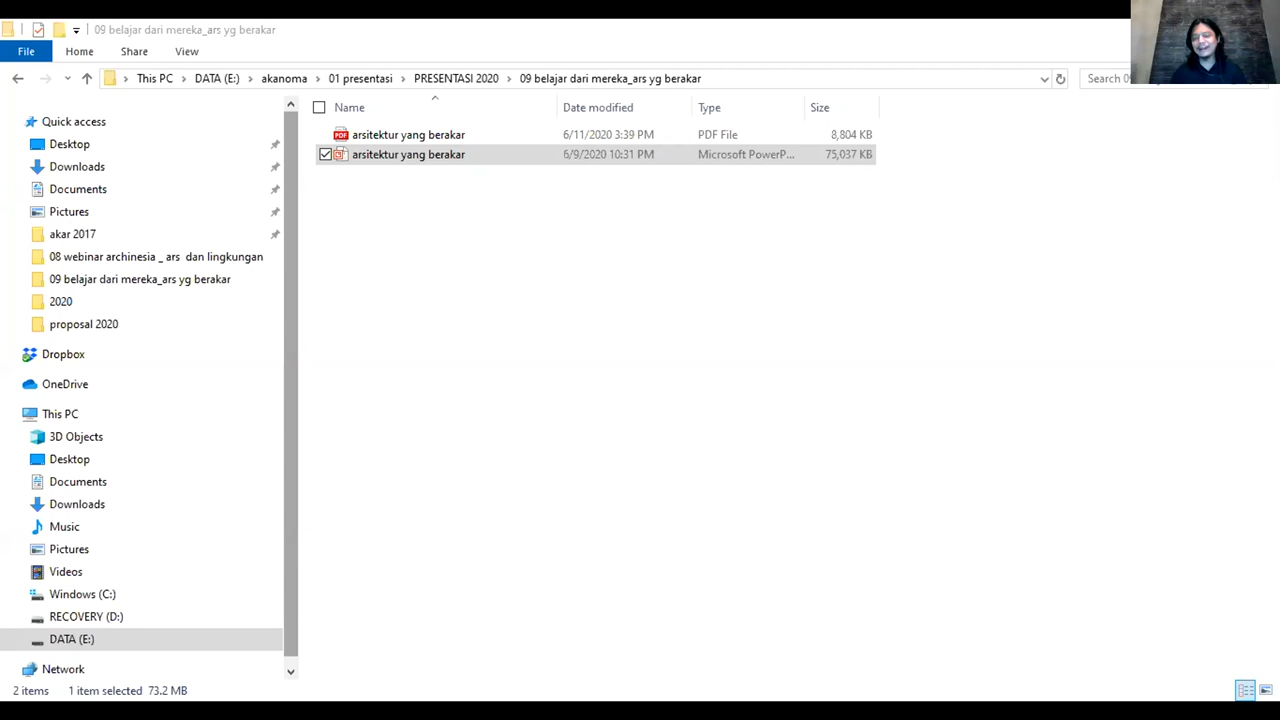 09 belajar dari mereka_ars yg berakar
File Home Share View
This PC DATA (E:) akanoma 01 presentasi PRESENTASI 2020 09 belajar dari mereka_ars yg berakar
Search
Name Date modified Type Size
arsitektur yang berakar 6/11/2020 3:39 PM PDF File 8,804 KB
arsitektur yang berakar 6/9/2020 10:31 PM Microsoft PowerP... 75,037 KB
Quick access
Desktop
Downloads
Documents
Pictures
akar 2017
08 webinar archinesia _ ars dan lingkungan
09 belajar dari mereka_ars yg berakar
2020
proposal 2020
Dropbox
OneDrive
This PC
3D Objects
Desktop
Documents
Downloads
Music
Pictures
Videos
Windows (C:)
RECOVERY (D:)
DATA (E:)
Network
2 items 1 item selected 73.2 MB